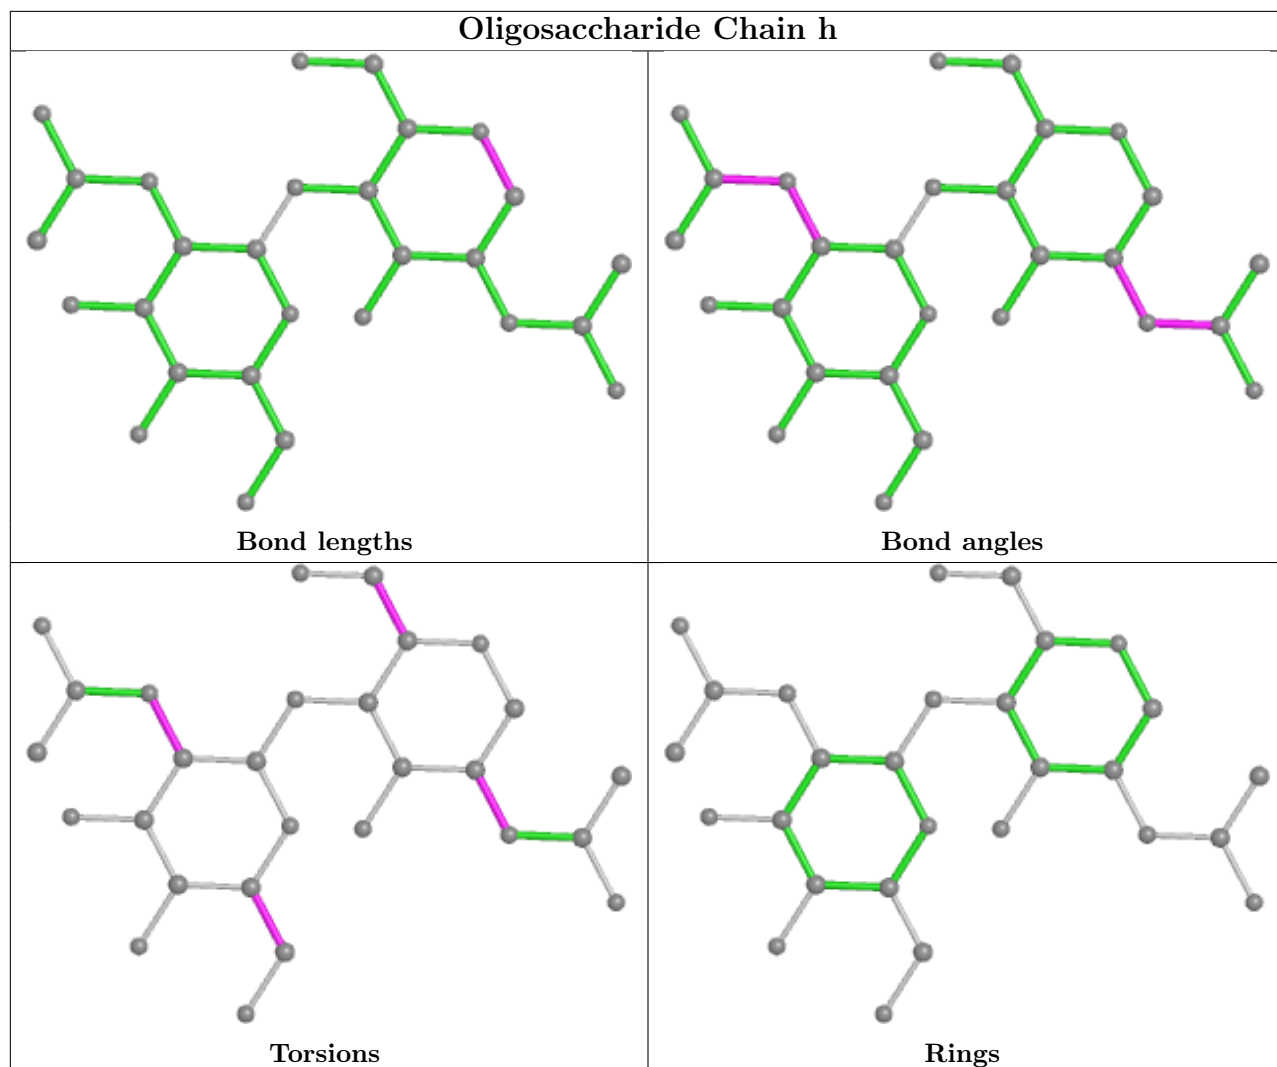 Oligosaccharide Chain h
Bond lengths
Bond angles
Torsions
Rings